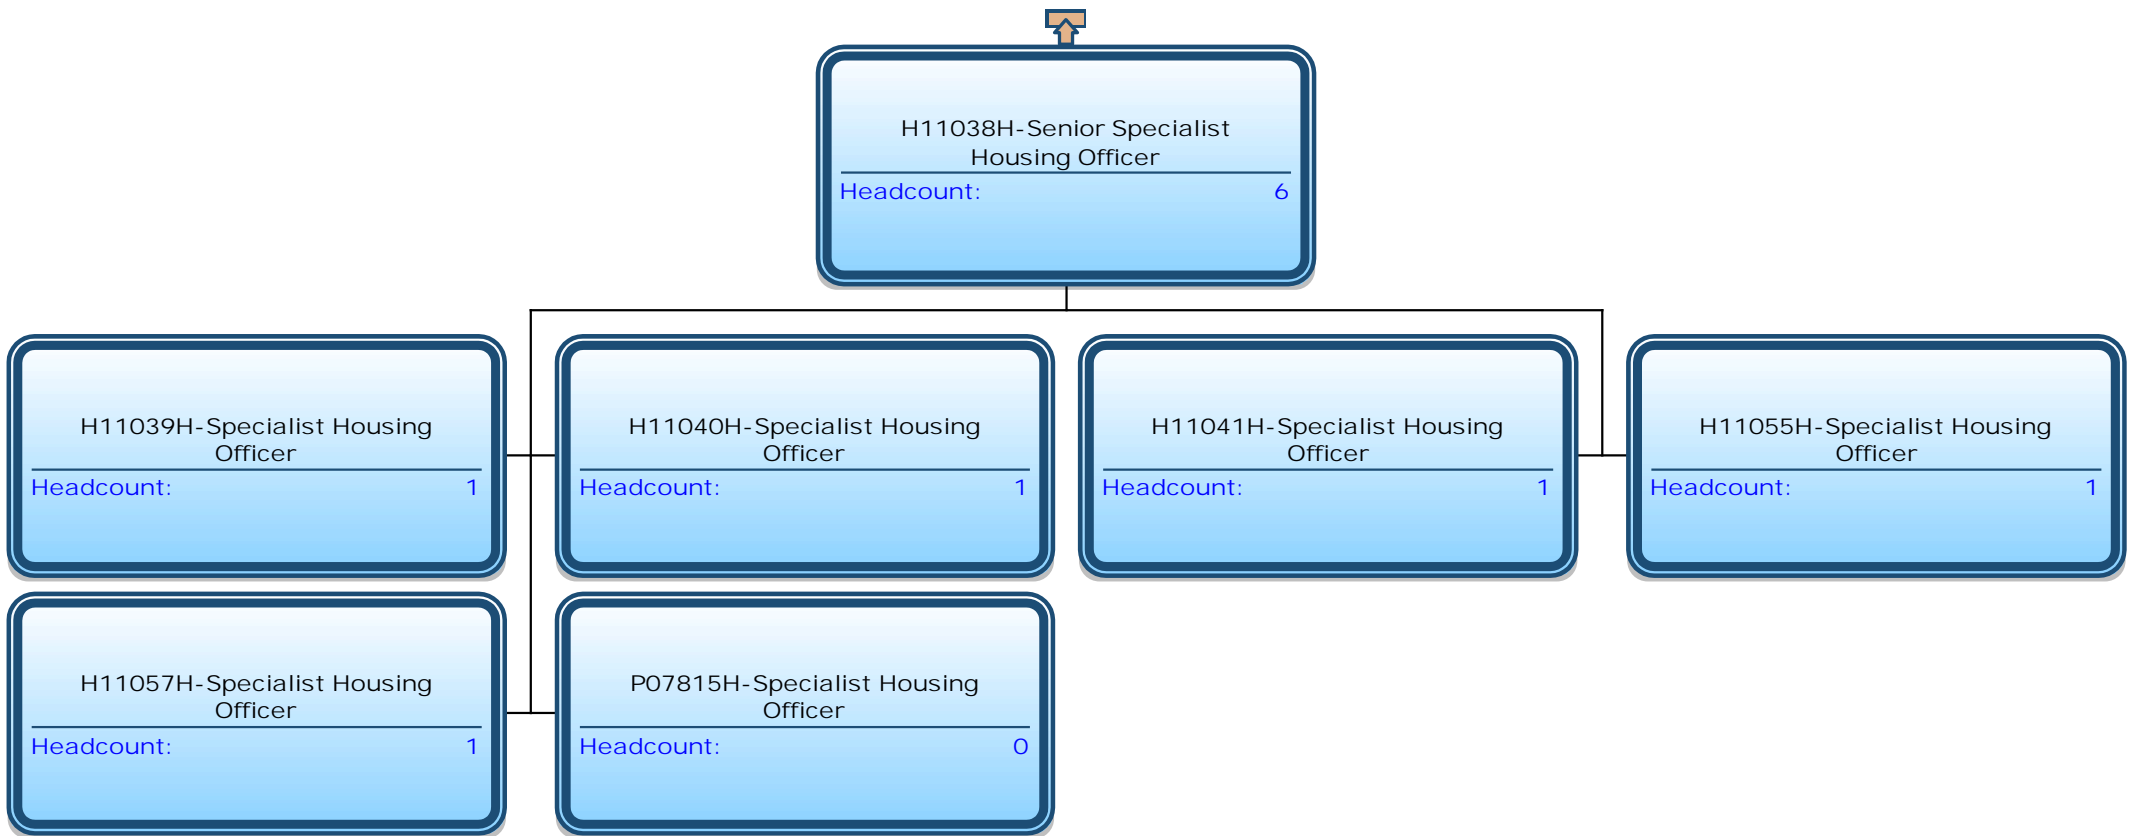 H11038H-Senior Specialist
Housing Officer
Headcount: 6
H11039H-Specialist Housing
Officer
Headcount: 1
H11040H-Specialist Housing
Officer
Headcount: 1
H11041H-Specialist Housing
Officer
Headcount: 1
H11055H-Specialist Housing
Officer
Headcount: 1
H11057H-Specialist Housing
Officer
Headcount: 1
P07815H-Specialist Housing
Officer
Headcount: 0